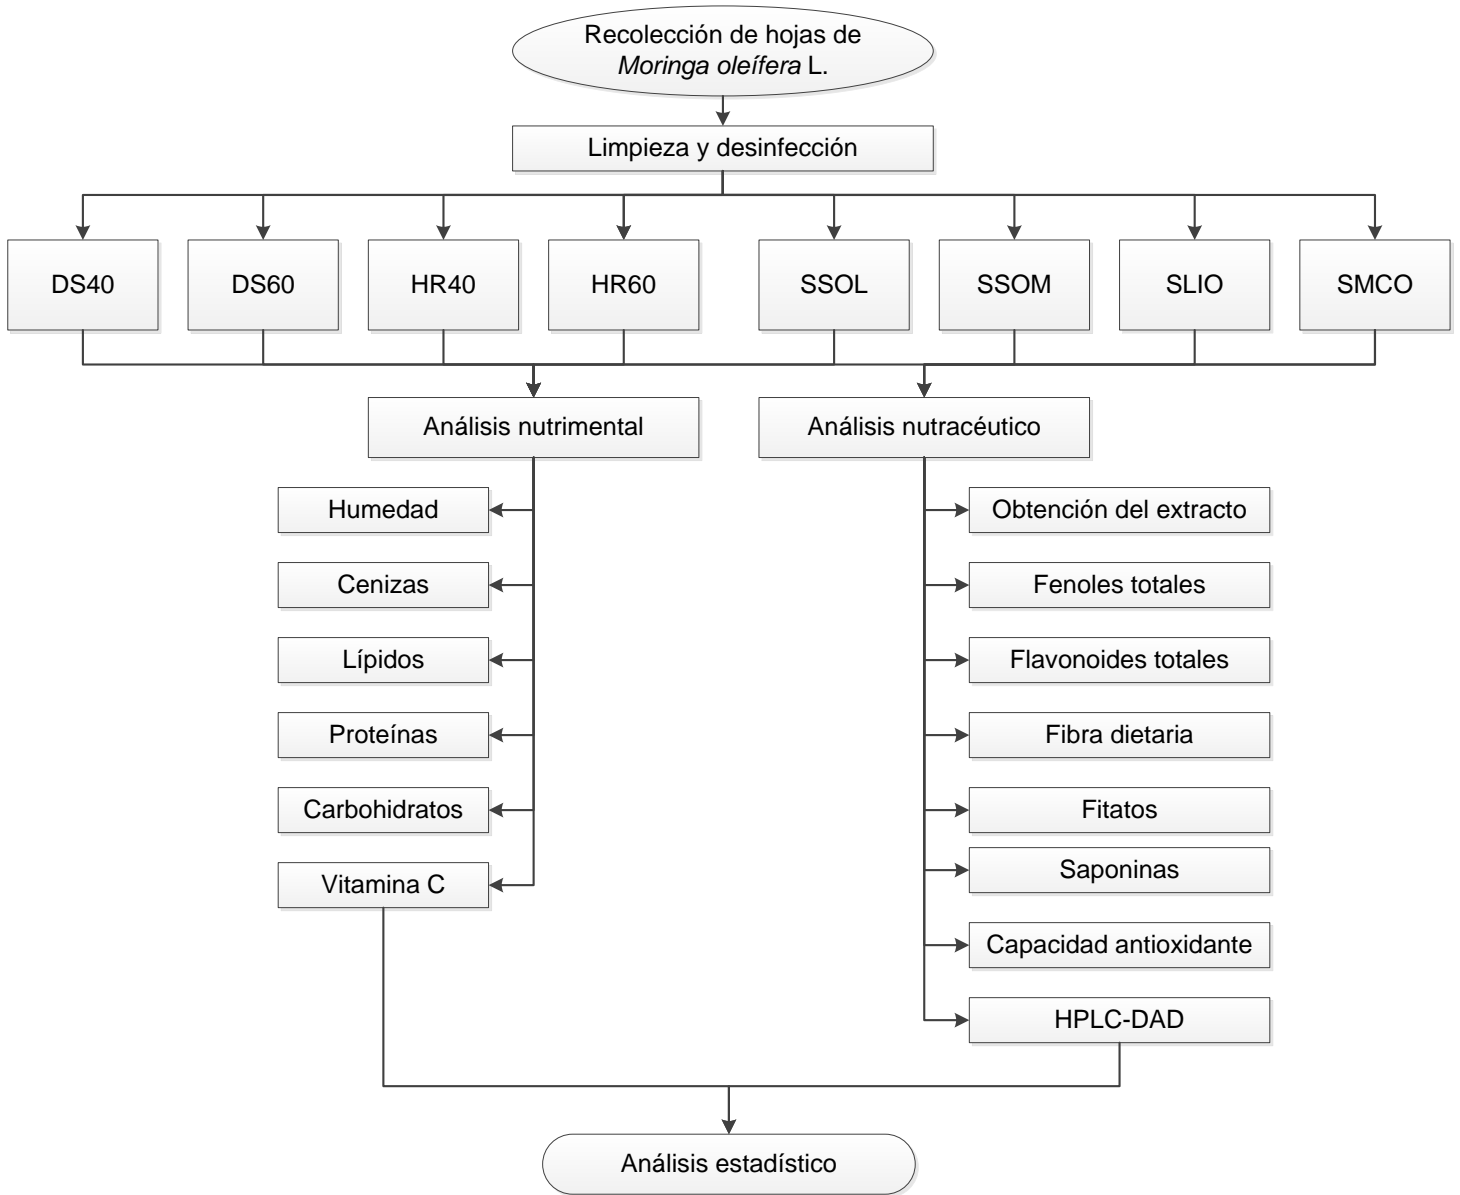 Recolección de hojas de
Moringa oleífera L.
Limpieza y desinfección
DS40
DS60
HR40
HR60
SSOL
SSOM
SLIO
SMCO
Análisis nutrimental
Análisis nutracéutico
Humedad
Cenizas
Lípidos
Proteínas
Carbohidratos
Vitamina C
Obtención del extracto
Fenoles totales
Flavonoides totales
Fibra dietaria
Fitatos
Saponinas
Capacidad antioxidante
HPLC-DAD
Análisis estadístico